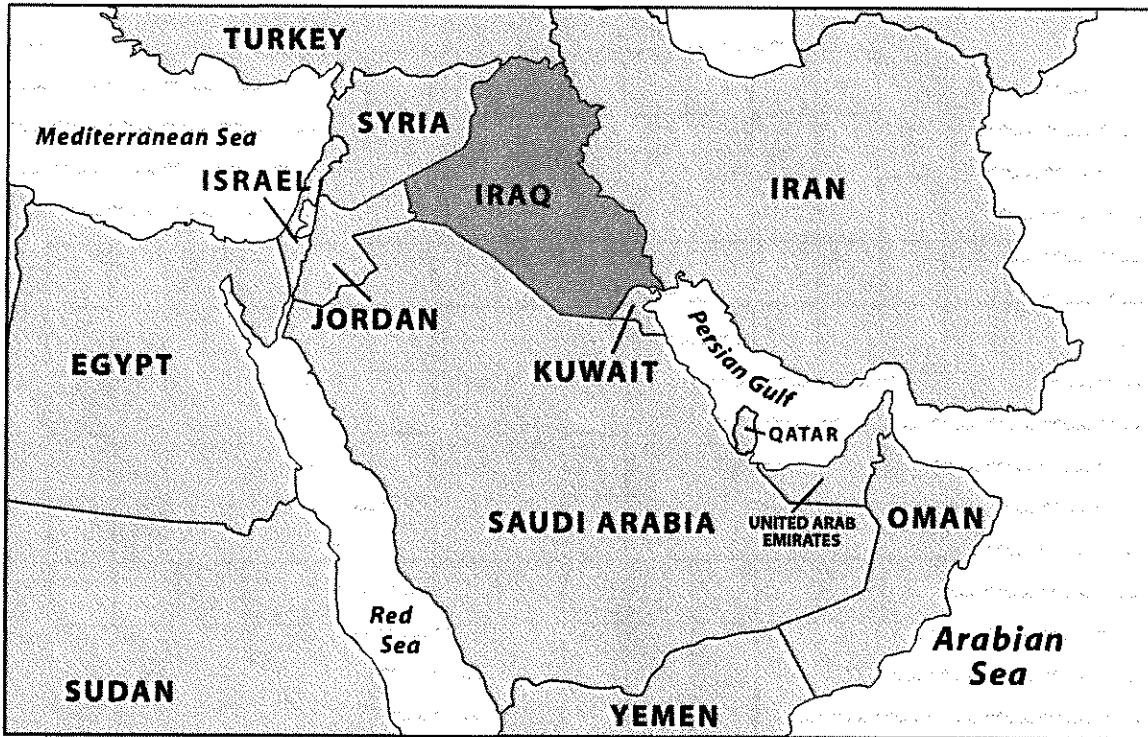 TURKEY
SYRIA
Mediterranean Sea
ISRAEL
IRAQ
IRAN
JORDAN
EGYPT
KUWAIT
Persian Gulf
QATAR
SAUDI ARABIA
UNITED ARAB
EMIRATES
OMAN
Red
Sea
Arabian
Sea
SUDAN
YEMEN